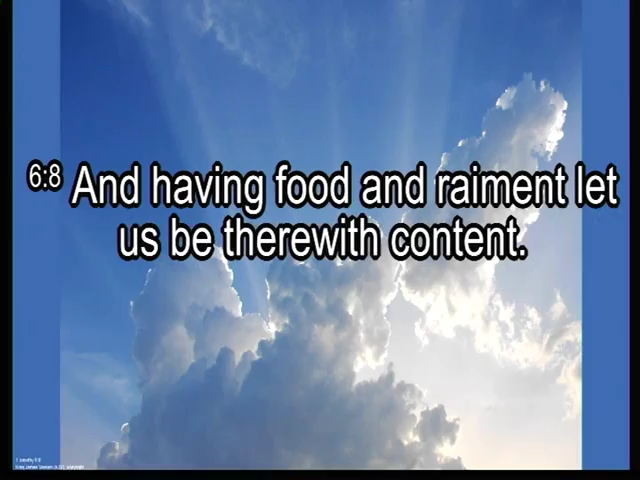 6:8 And having food and raiment let
us be therewith content.